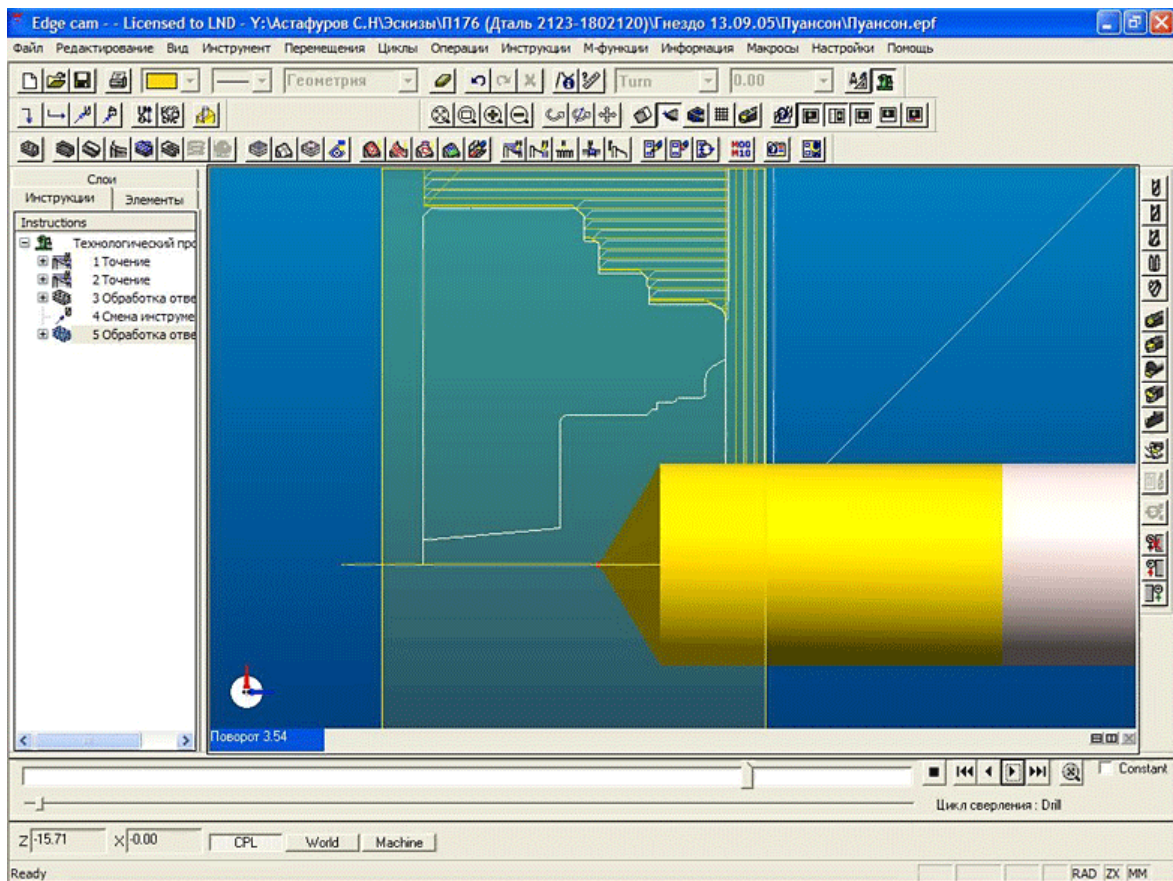 Edge cam - - Licensed to LND - Y:\Астафуров С.Н\Эскизы\П176 (Дталь 2123-1802120)\Гнездо 13.09.05\Пуансон\Пуансон.epf
Файл Редактирование Вид Инструмент Перемещения Циклы Операции Инструкции М-функции Информация Макросы Настройки Помощь
Геометрия Turn 0.00
M00
M10
Слои
Инструкции Элементы
Instructions
Технологический про
1 Точение
2 Точение
3 Обработка отве
4 Смена инструме
5 Обработка отве
Поворот 3.54
Constant
Цикл сверления : Drill
Z -15.71 X -0.00 CPL World Machine
Ready RAD ZX MM